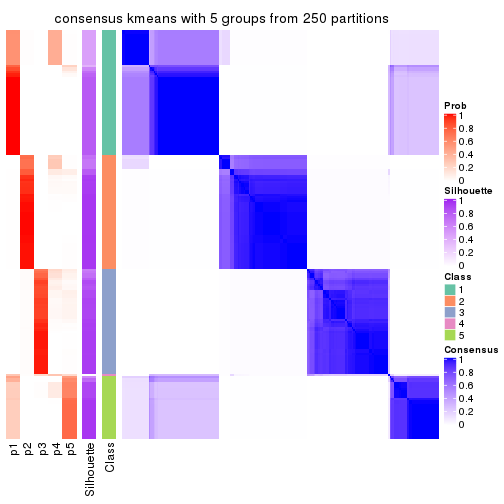 consensus kmeans with 5 groups from 250 partitions
Prob
1
0.8
0.6
0.4
0.2
0
Silhouette
1
0.8
0.6
0.4
0.2
0
Class
1
2
3
4
5
Consensus
1
0.8
0.6
0.4
0.2
0
p1
p2
p3
p4
p5
Silhouette
Class